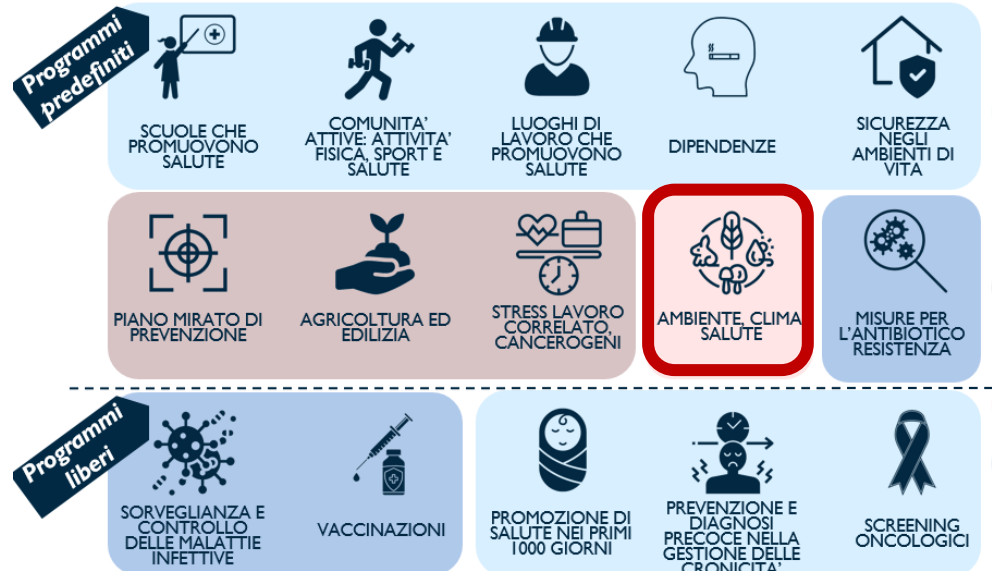 Programmi
predefiniti
SCUOLE CHE
PROMUOVONO
SALUTE
COMUNITA'
ATTIVE: ATTIVITA'
FISICA, SPORT E
SALUTE
LUOGHI DI
LAVORO CHE
PROMUOVONO
SALUTE
DIPENDENZE
SICUREZZA
NEGLI
AMBIENTI DI
VITA
PIANO MIRATO DI
PREVENZIONE
AGRICOLTURA ED
EDILIZIA
STRESS LAVORO
CORRELATO,
CANCEROGENI
AMBIENTE, CLIMA
SALUTE
MISURE PER
L'ANTIBIOTICO
RESISTENZA
Programmi
liberi
SORVEGLIANZA E
CONTROLLO
DELLE MALATTIE
INFETTIVE
VACCINAZIONI
PROMOZIONE DI
SALUTE NEI PRIMI
1000 GIORNI
PREVENZIONE E
DIAGNOSI
PRECOCE NELLA
GESTIONE DELLE
CRONICITA'
SCREENING
ONCOLOGICI